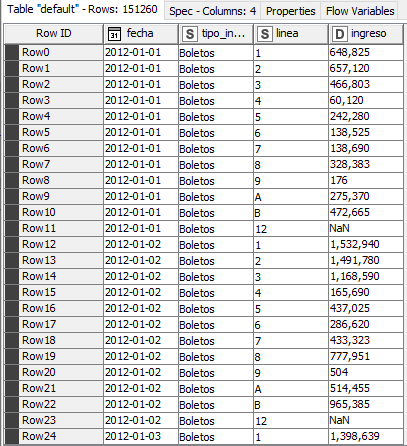 Table "default" - Rows: 151260 Spec - Columns: 4 Properties Flow Variables
Row ID 31 fecha S tipo_in... S linea D ingreso
Row0 2012-01-01 Boletos 1 648,825
Row1 2012-01-01 Boletos 2 657,120
Row2 2012-01-01 Boletos 3 466,803
Row3 2012-01-01 Boletos 4 60,120
Row4 2012-01-01 Boletos 5 242,280
Row5 2012-01-01 Boletos 6 138,525
Row6 2012-01-01 Boletos 7 138,690
Row7 2012-01-01 Boletos 8 328,383
Row8 2012-01-01 Boletos 9 176
Row9 2012-01-01 Boletos A 275,370
Row10 2012-01-01 Boletos B 472,665
Row11 2012-01-01 Boletos 12 NaN
Row12 2012-01-02 Boletos 1 1,532,940
Row13 2012-01-02 Boletos 2 1,491,780
Row14 2012-01-02 Boletos 3 1,168,590
Row15 2012-01-02 Boletos 4 165,690
Row16 2012-01-02 Boletos 5 437,025
Row17 2012-01-02 Boletos 6 286,620
Row18 2012-01-02 Boletos 7 433,323
Row19 2012-01-02 Boletos 8 777,951
Row20 2012-01-02 Boletos 9 504
Row21 2012-01-02 Boletos A 514,455
Row22 2012-01-02 Boletos B 965,385
Row23 2012-01-02 Boletos 12 NaN
Row24 2012-01-03 Boletos 1 1,398,639